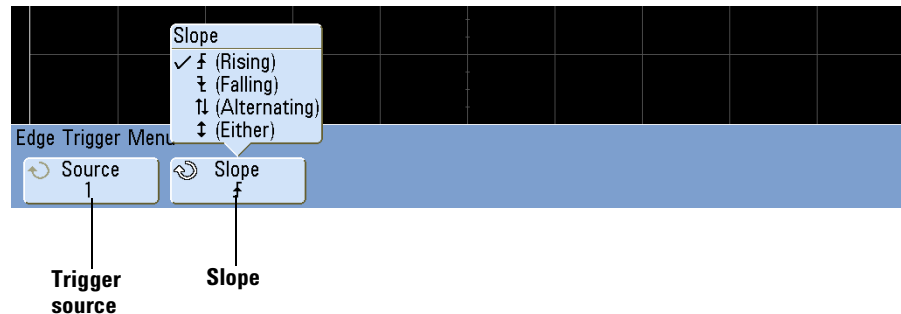 Slope
✓ (Rising)
(Falling)
⇅ (Alternating)
↕ (Either)
Edge Trigger Menu
Source
1
Slope
Trigger
source
Slope